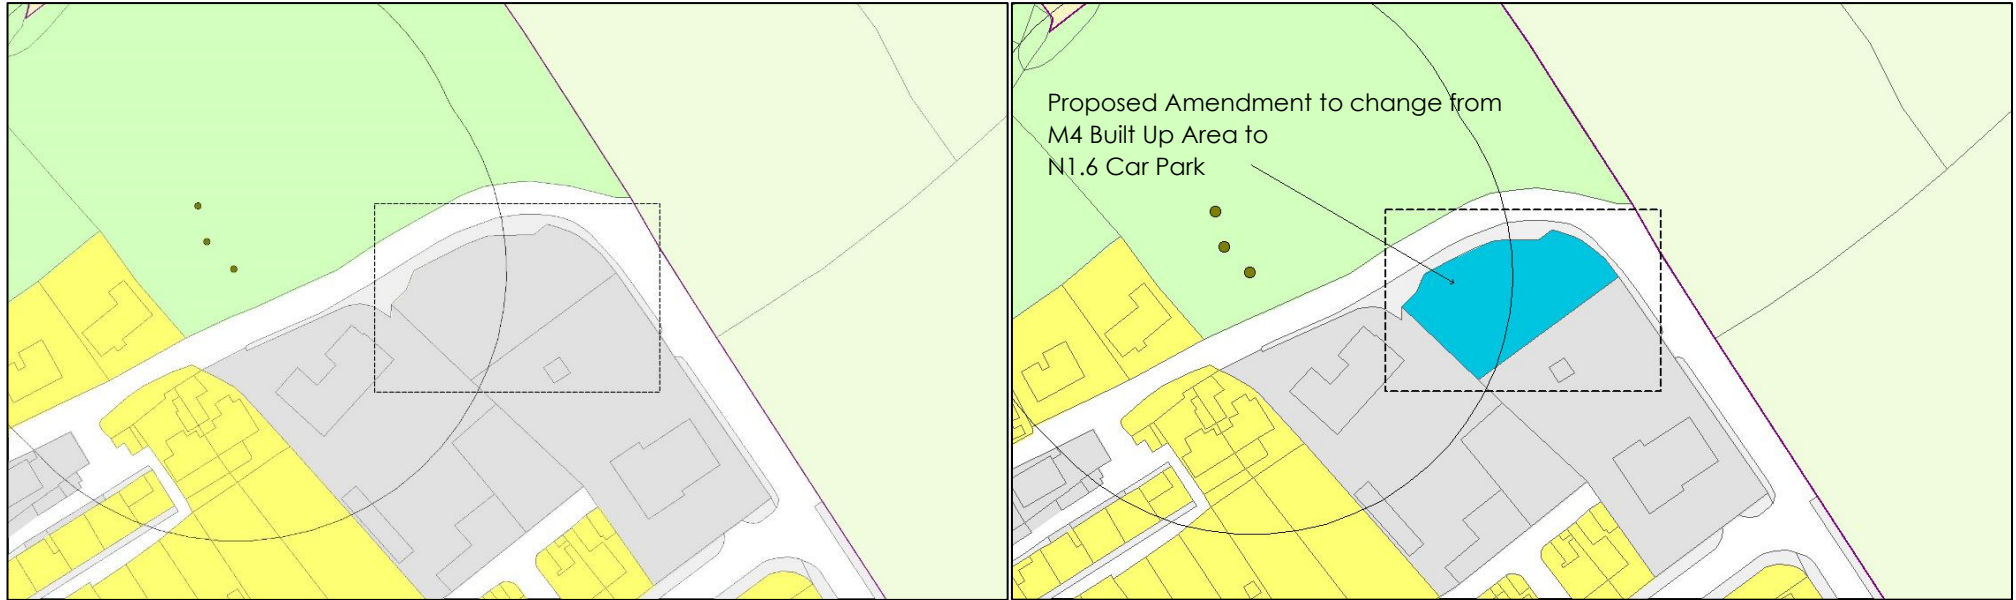 Proposed Amendment to change from
M4 Built Up Area to
N1.6 Car Park